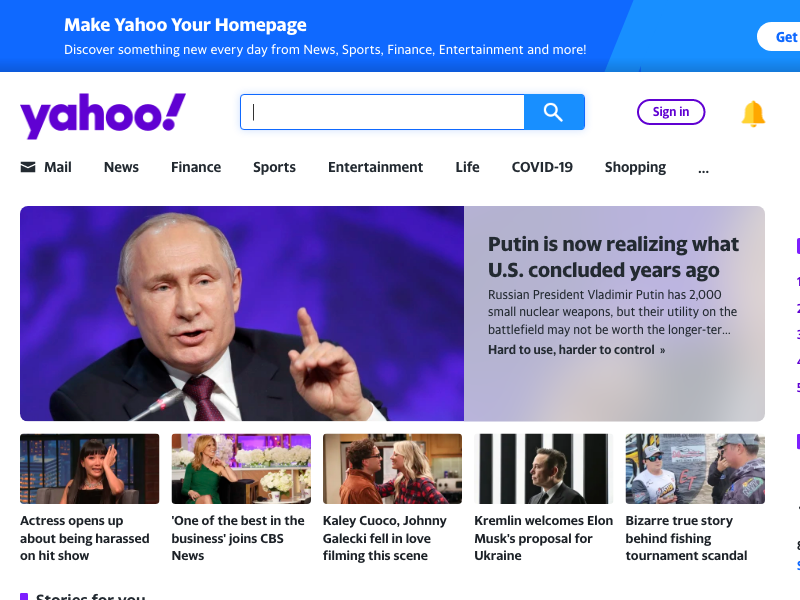 Make Yahoo Your Homepage
Discover something new every day from News, Sports, Finance, Entertainment and more!
Get
yahoo!
Sign in
Mail News Finance Sports Entertainment Life COVID-19 Shopping ...
Putin is now realizing what
U.S. concluded years ago
Russian President Vladimir Putin has 2,000
small nuclear weapons, but their utility on the
battlefield may not be worth the longer-ter...
Hard to use, harder to control »
Actress opens up
about being harassed
on hit show
'One of the best in the
business' joins CBS
News
Kaley Cuoco, Johnny
Galecki fell in love
filming this scene
Kremlin welcomes Elon
Musk's proposal for
Ukraine
Bizarre true story
behind fishing
tournament scandal
Stories for you